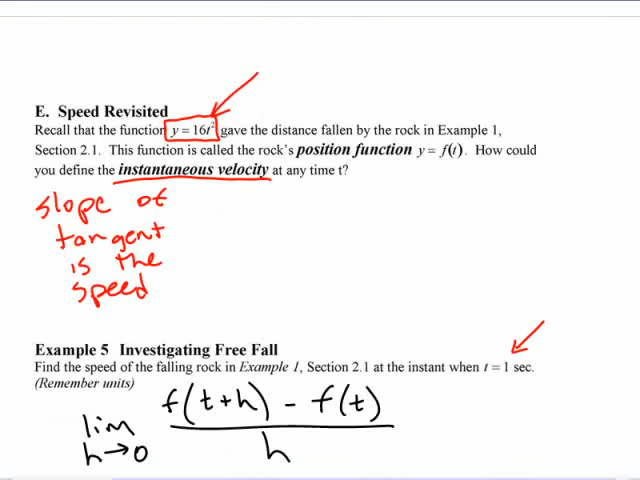 E. Speed Revisited
Recall that the function y = 16t² gave the distance fallen by the rock in Example 1,
Section 2.1. This function is called the rock's position function y = f(t). How could
you define the instantaneous velocity at any time t?
slope of
tangent
is the
speed
Example 5 Investigating Free Fall
Find the speed of the falling rock in Example 1, Section 2.1 at the instant when t = 1 sec.
(Remember units)
f(t+h) - f(t)
lim
h→0
h